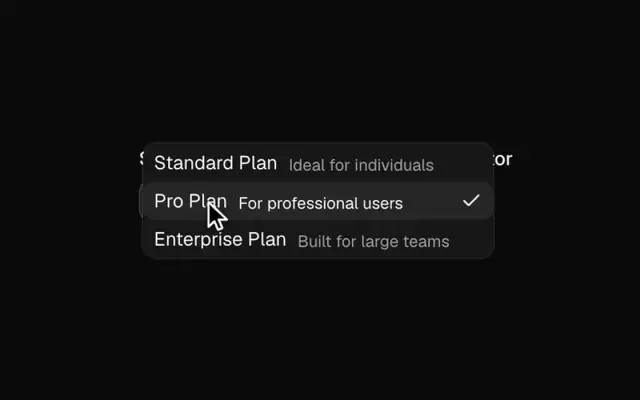 Standard Plan Ideal for individuals
Pro Plan For professional users
Enterprise Plan Built for large teams